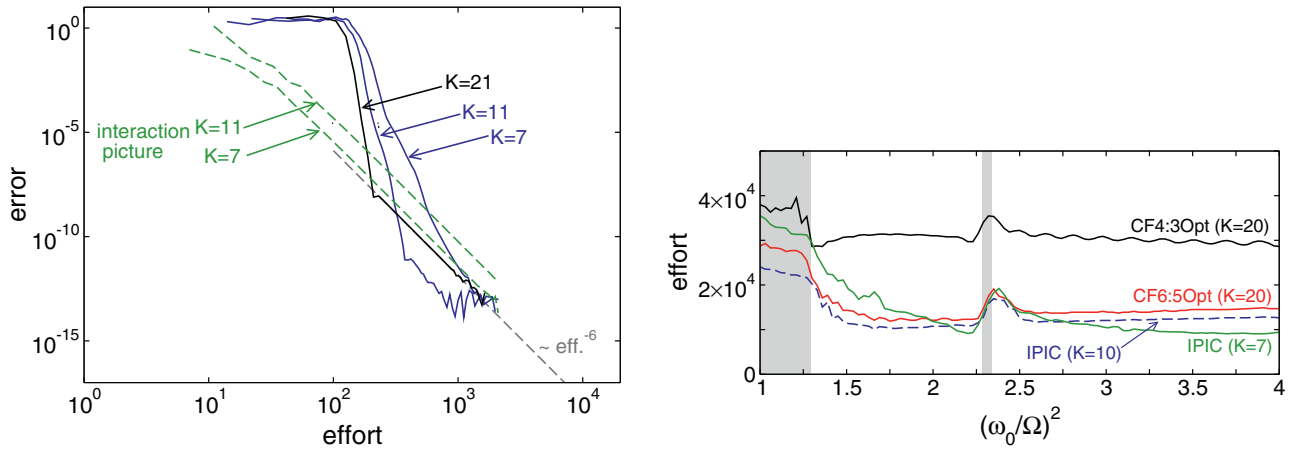 10^0
10^-5
10^-10
10^-15
error
K=21
K=11
K=7
interaction picture
K=11
K=7
~ eff.^-6
10^0
10^1
10^2
10^3
10^4
effort
4×10^4
2×10^4
0
effort
CF4:3Opt (K=20)
CF6:5Opt (K=20)
IPIC (K=10)
IPIC (K=7)
1
1.5
2
2.5
3
3.5
4
(ω₀/Ω)²